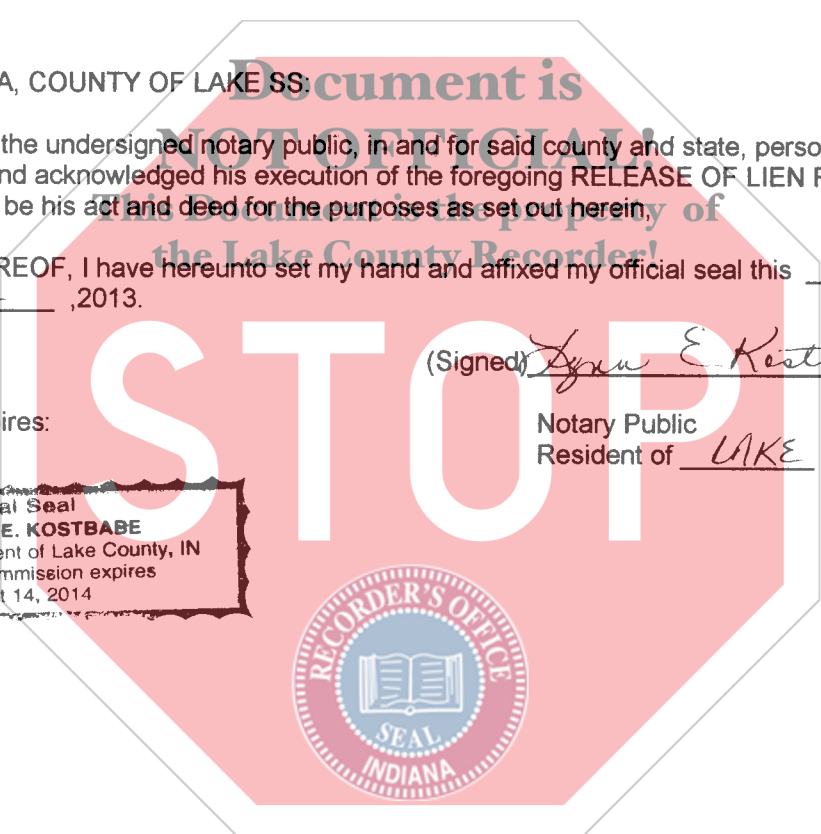 Document is
A, COUNTY OF LAKE SS:
NOT OFFICIAL!
the undersigned notary public, in and for said county and state, perso
nd acknowledged his execution of the foregoing RELEASE OF LIEN F
be his act and deed for the purposes as set out herein,
This Document is the property of
the Lake County Recorder!
REOF, I have hereunto set my hand and affixed my official seal this
,2013.
STOP
(Signed) Lynn E Kost
ires:
Notary Public
Resident of LAKE
al Seal
E. KOSTBABE
ent of Lake County, IN
mmission expires
t 14, 2014
RECORDER'S OFFICE
SEAL
INDIANA